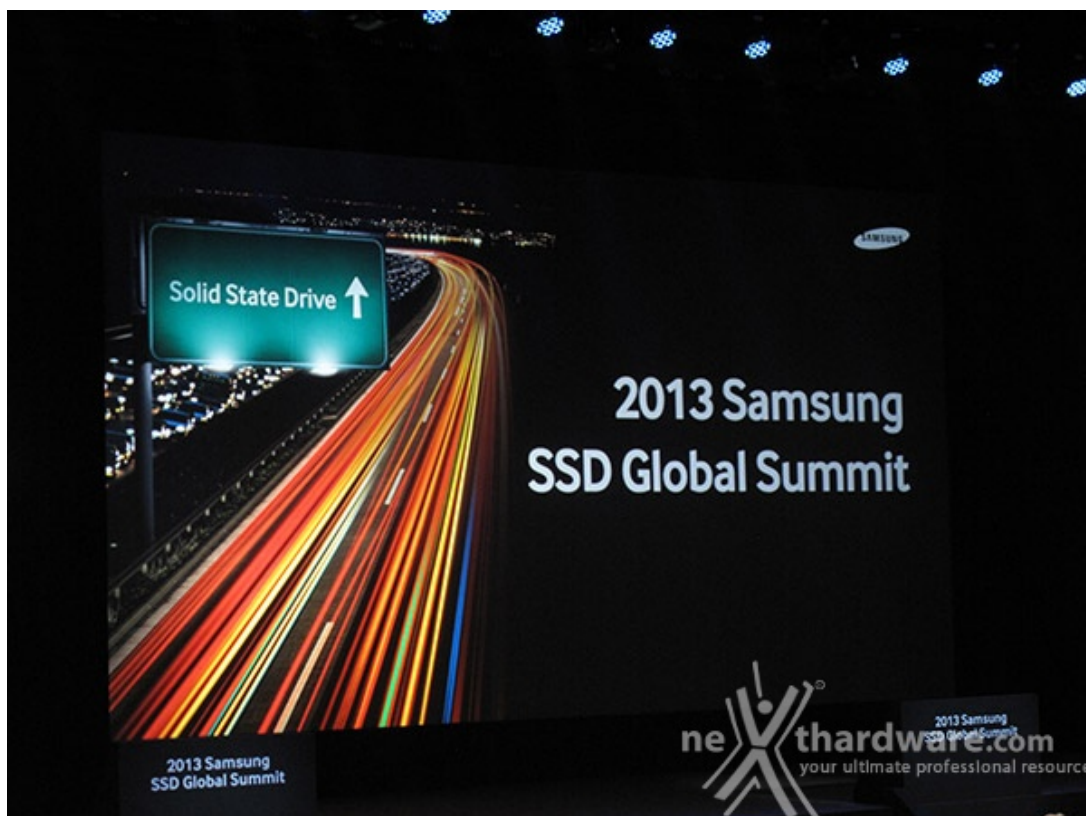 SAMSUNG
Solid State Drive ↑
2013 Samsung
SSD Global Summit
2013 Samsung
SSD Global Summit
2013 Samsung
SSD Global Summit
nexthardware.com
your ultimate professional resource